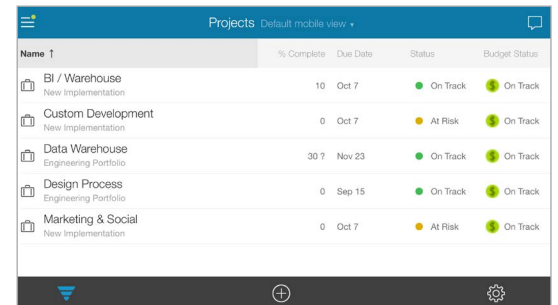 Projects Default mobile view ▾
Name ↑ % Complete Due Date Status Budget Status
BI / Warehouse
New Implementation
10 Oct 7 On Track $ On Track
Custom Development
New Implementation
0 Oct 7 At Risk $ On Track
Data Warehouse
Engineering Portfolio
30 ? Nov 23 On Track $ On Track
Design Process
Engineering Portfolio
0 Sep 15 On Track $ On Track
Marketing & Social
New Implementation
0 Oct 7 At Risk $ On Track